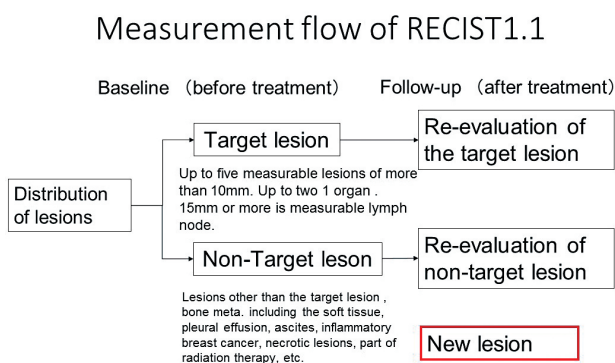 Measurement flow of RECIST1.1
Baseline （before treatment）
Follow-up （after treatment）
Target lesion
Re-evaluation of
the target lesion
Up to five measurable lesions of more
than 10mm. Up to two 1 organ .
15mm or more is measurable lymph
node.
Distribution
of lesions
Non-Target leson
Re-evaluation of
non-target lesion
Lesions other than the target lesion ,
bone meta. including the soft tissue,
pleural effusion, ascites, inflammatory
breast cancer, necrotic lesions, part of
radiation therapy, etc.
New lesion